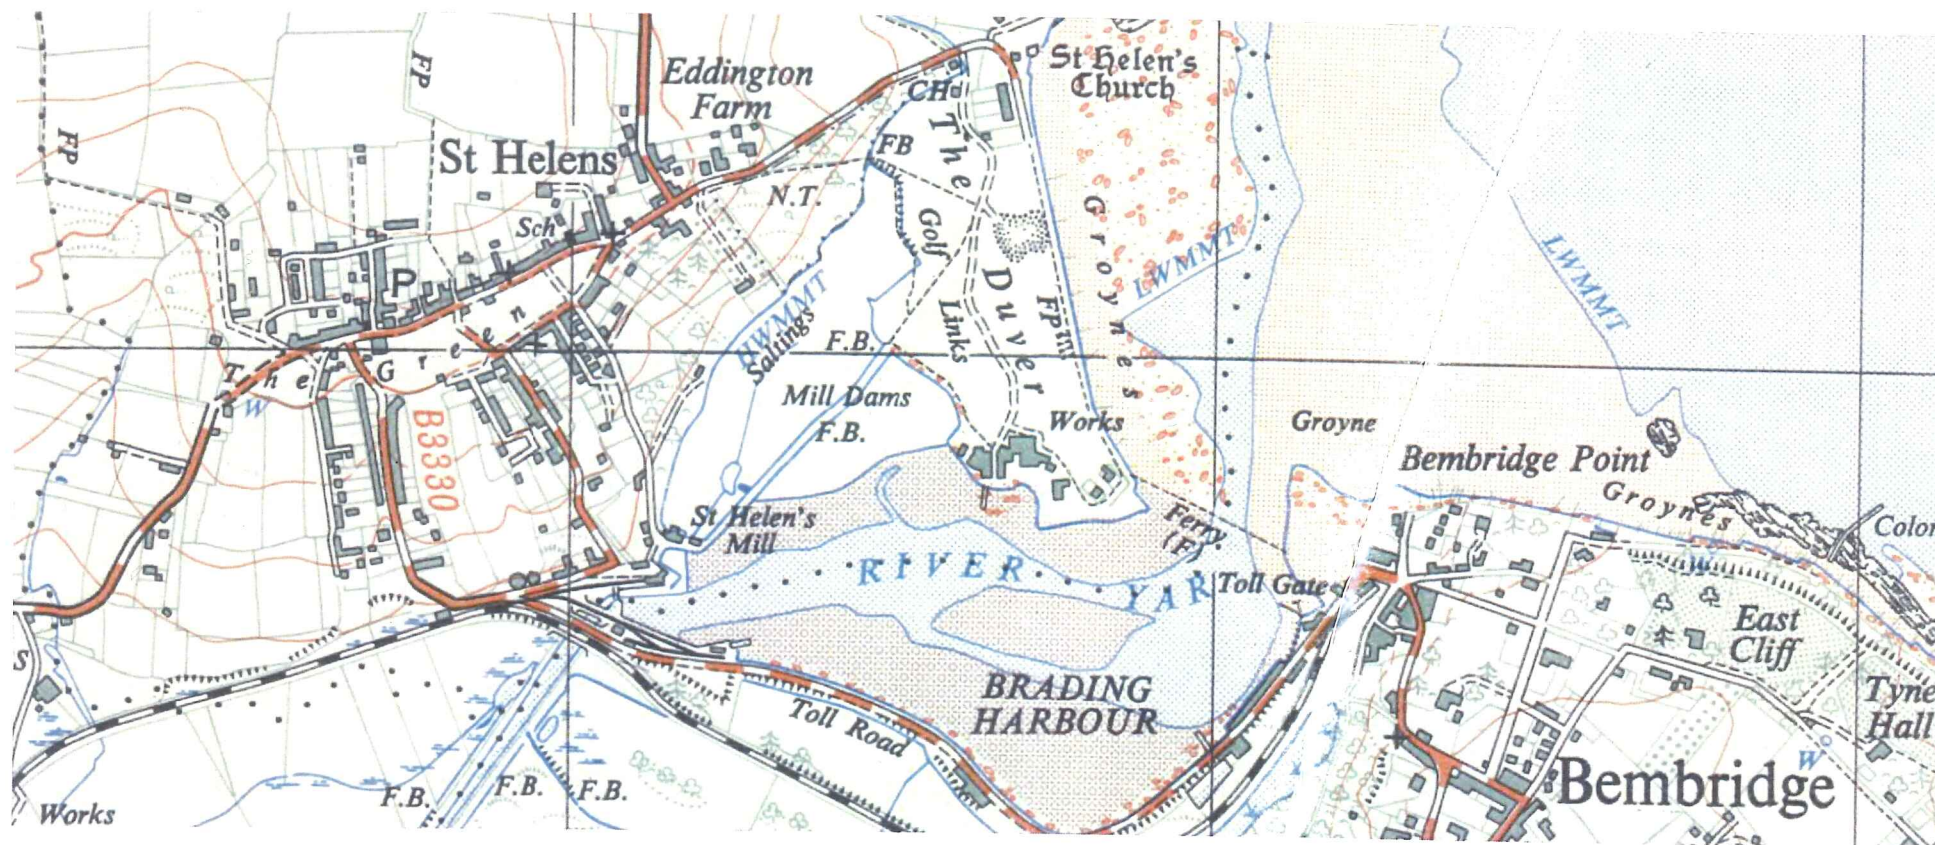 FP
FP
Eddington
Farm
St Helens
CH
St Helen's
Church
The
FB
N.T.
Sch
Golf
Groynes
LWMMT
LWMMT
P
Duver
HWMMT
Saltings
Links
FP
F.B.
The Green
W
Mill Dams
F.B.
Works
Groyne
B3330
Bembridge Point
Groynes
St Helen's
Mill
Ferry
(F)
Color
RIVER YAR
Toll Gate
W
East
Cliff
S
BRADING
HARBOUR
Toll Road
Tyne
Hall
W
F.B.
F.B.
F.B.
Works
Bembridge